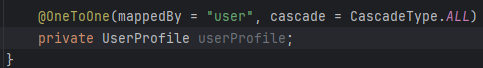 @OneToOne(mappedBy = "user", cascade = CascadeType.ALL)
private UserProfile userProfile;
}